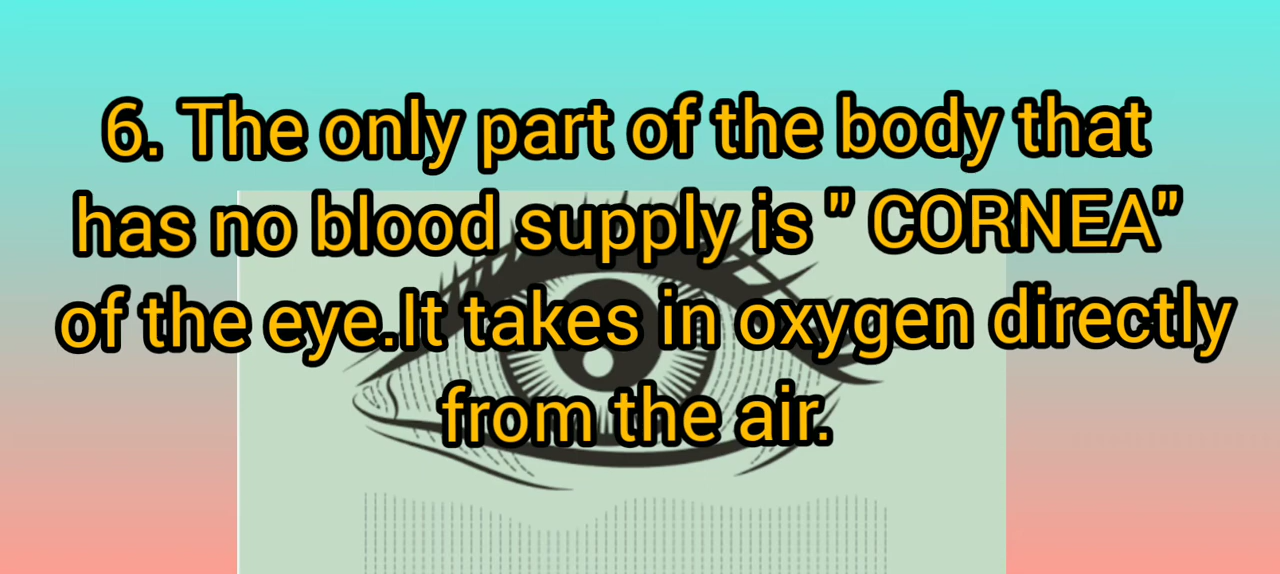 6. The only part of the body that
has no blood supply is " CORNEA"
of the eye.It takes in oxygen directly
from the air.